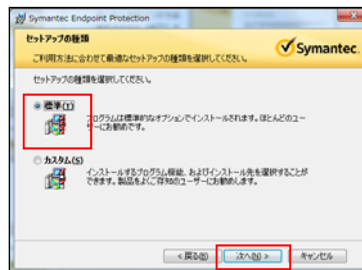 Symantec Endpoint Protection
セットアップの種類
ご利用方法に合わせて最適なセットアップの種類を選択してください。
Symantec.
セットアップの種類を選択してください。
標準(T)
プログラムは標準的なオプションでインストールされます。ほとんどのユー
ザーにお勧めです。
カスタム(S)
インストールするプログラム機能、およびインストール先を選択することが
できます。製品をよくご存知のユーザーにお勧めします。
< 戻る(B)
次へ(N) >
キャンセル